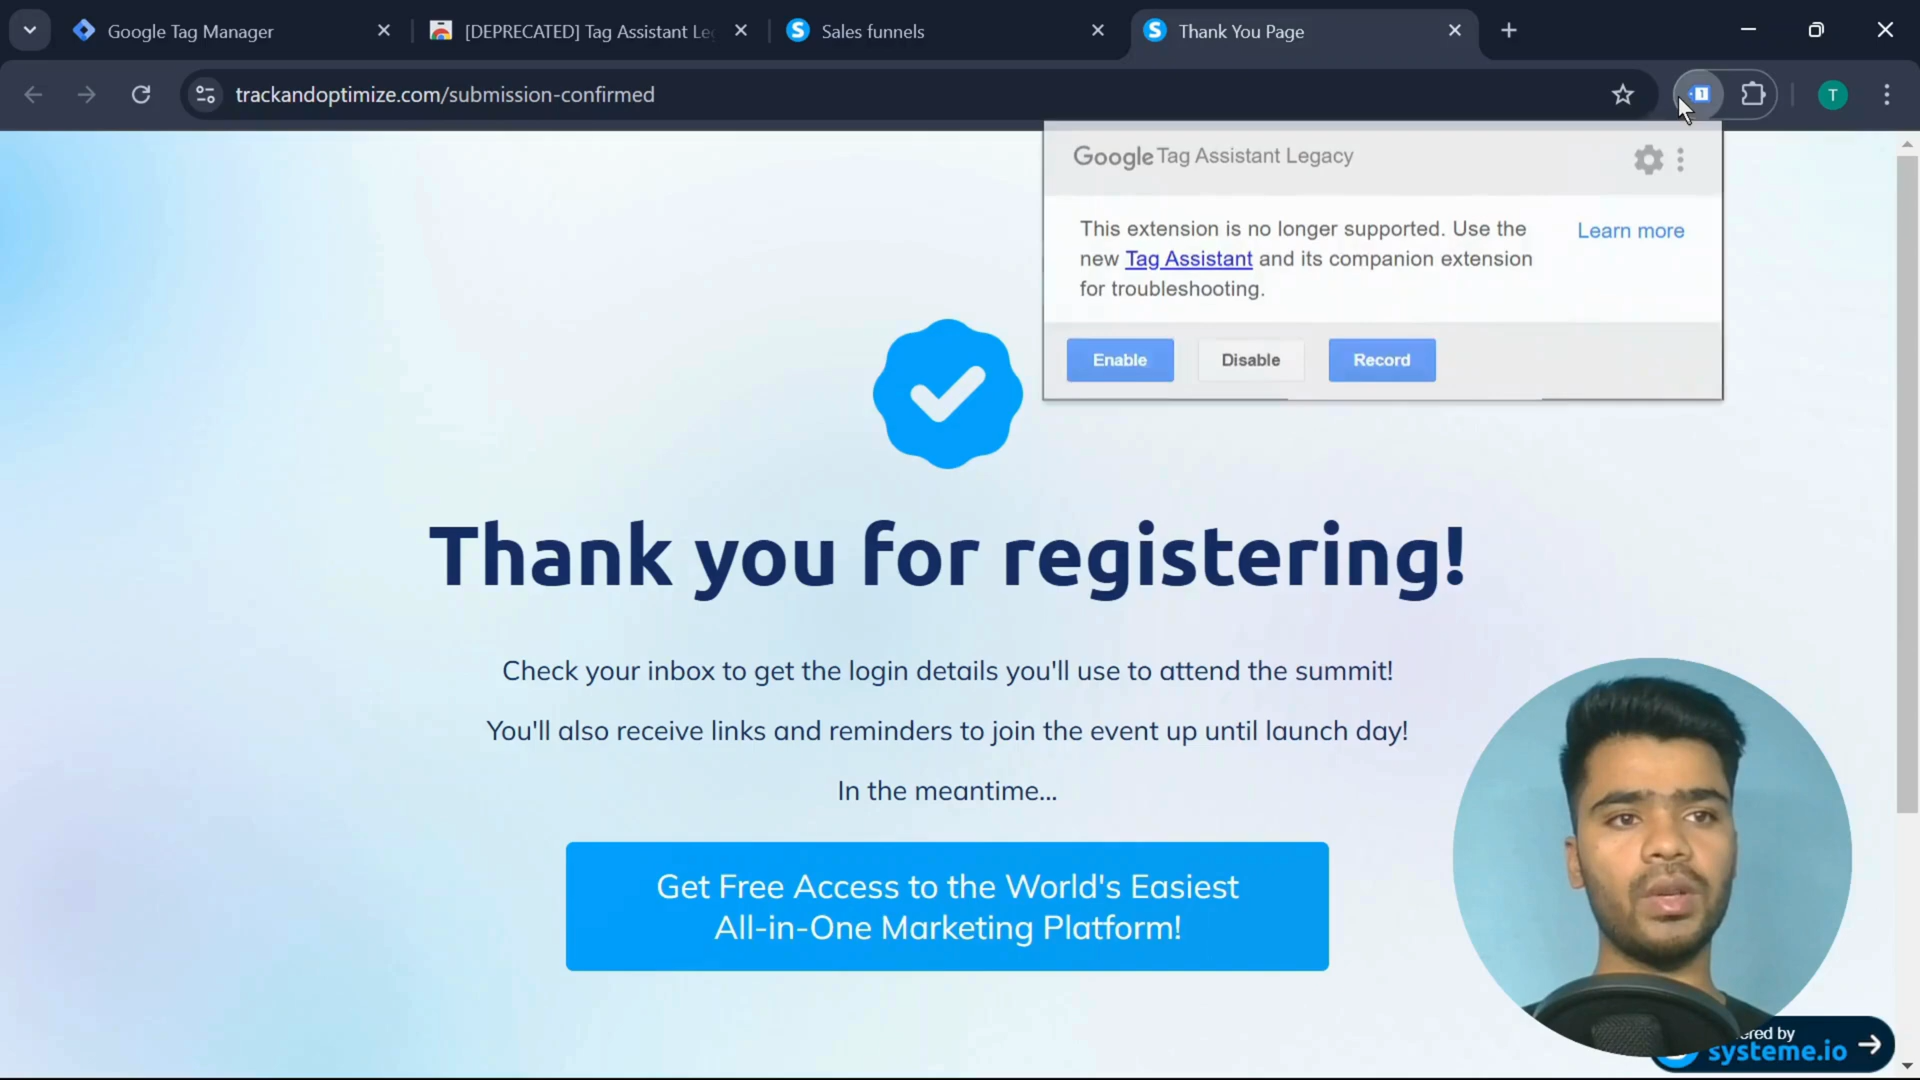 Google Tag Manager
[DEPRECATED] Tag Assistant Le
Sales funnels
Thank You Page
trackandoptimize.com/submission-confirmed
1
T
Google Tag Assistant Legacy
This extension is no longer supported. Use the
new Tag Assistant and its companion extension
for troubleshooting.
Learn more
Enable
Disable
Record
Thank you for registering!
Check your inbox to get the login details you'll use to attend the summit!
You'll also receive links and reminders to join the event up until launch day!
In the meantime...
Get Free Access to the World's Easiest
All-in-One Marketing Platform!
ered by
systeme.io